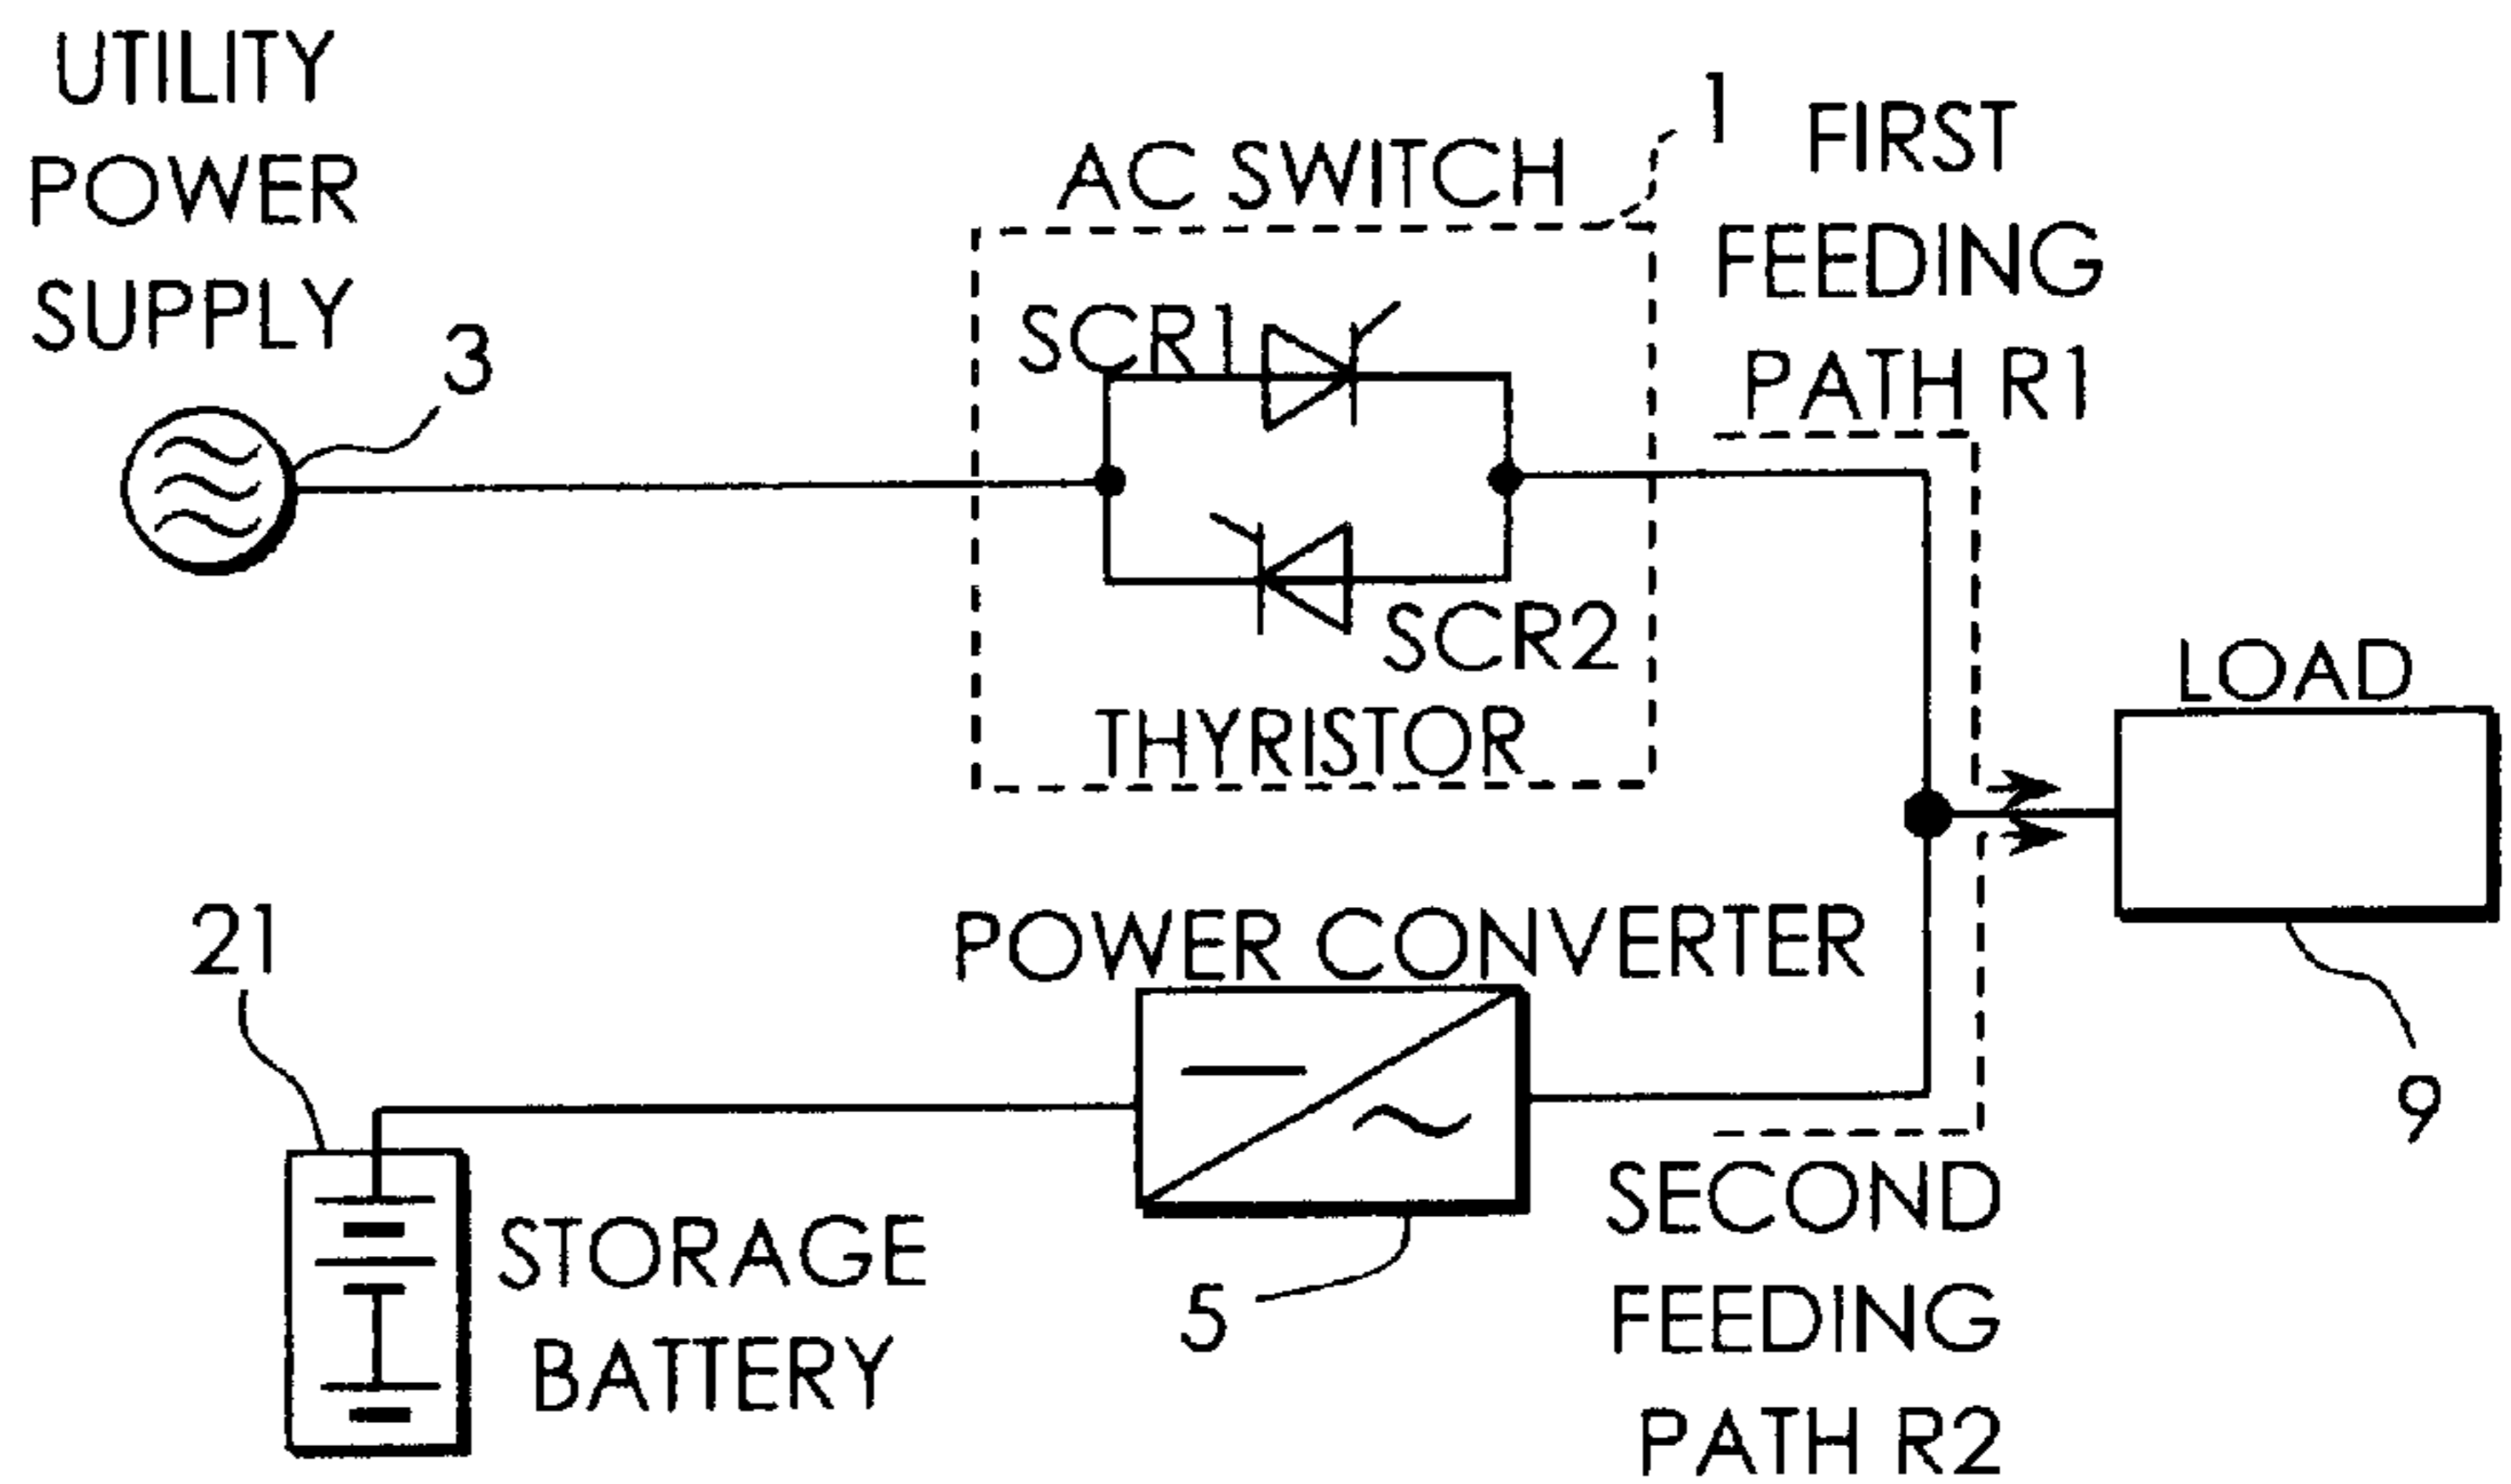 UTILITY
POWER
SUPPLY
3
AC SWITCH
1
FIRST
FEEDING
PATH R1
SCR1
SCR2
THYRISTOR
LOAD
9
21
POWER CONVERTER
5
STORAGE
BATTERY
SECOND
FEEDING
PATH R2